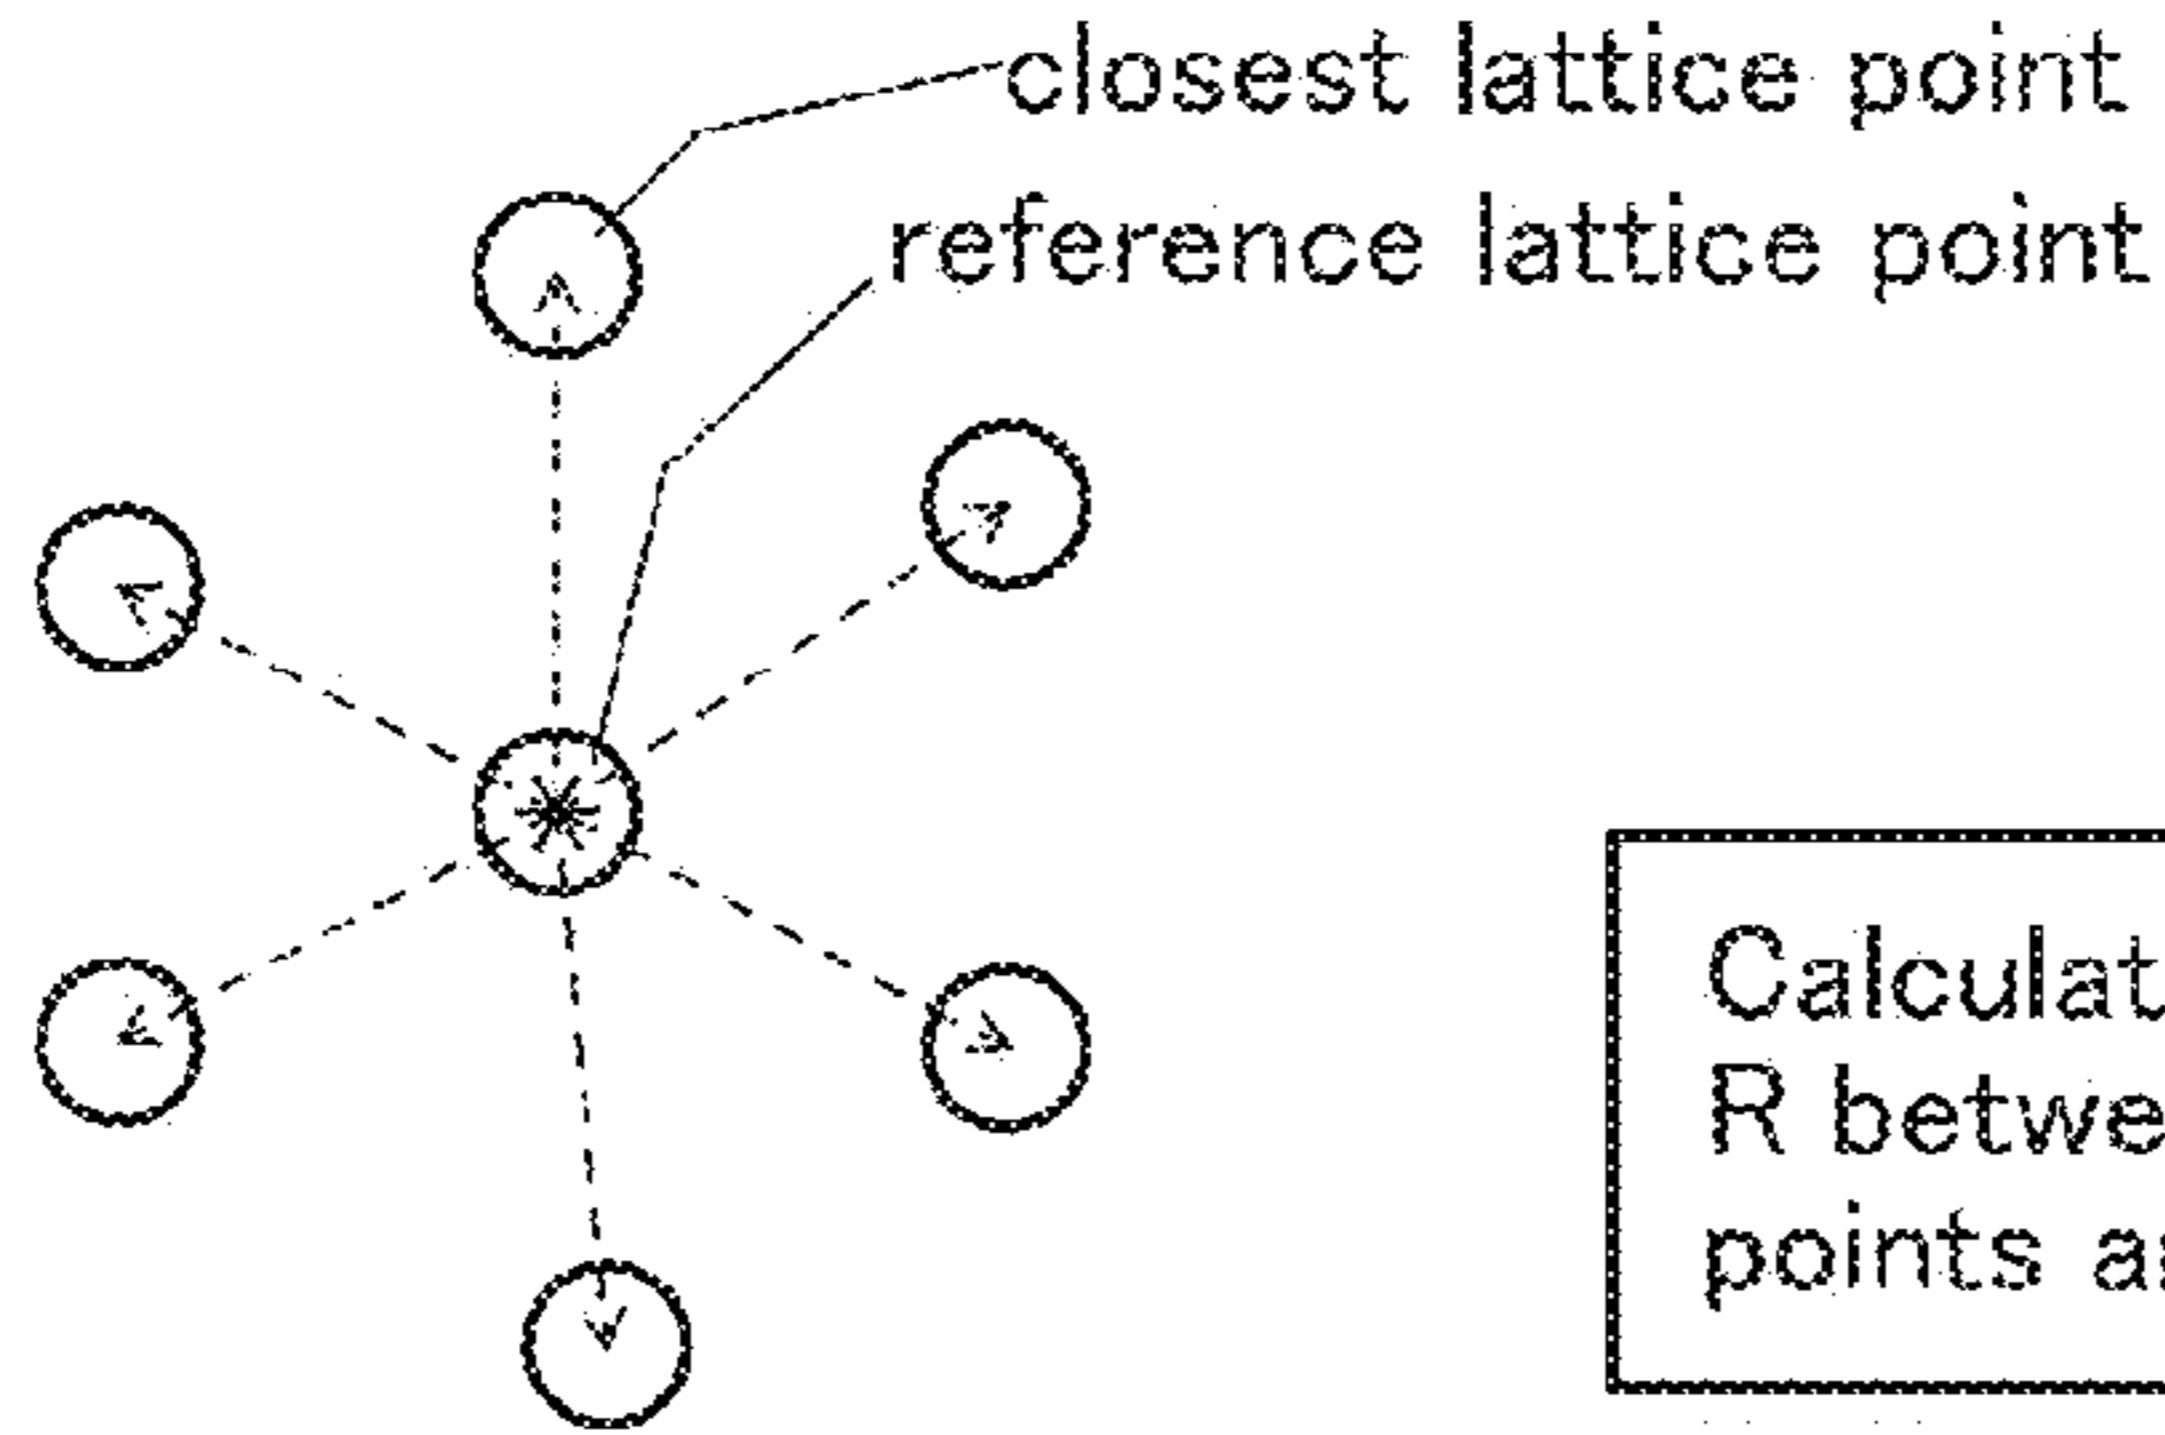 closest lattice point
reference lattice point
Calculat
R betwe
points a